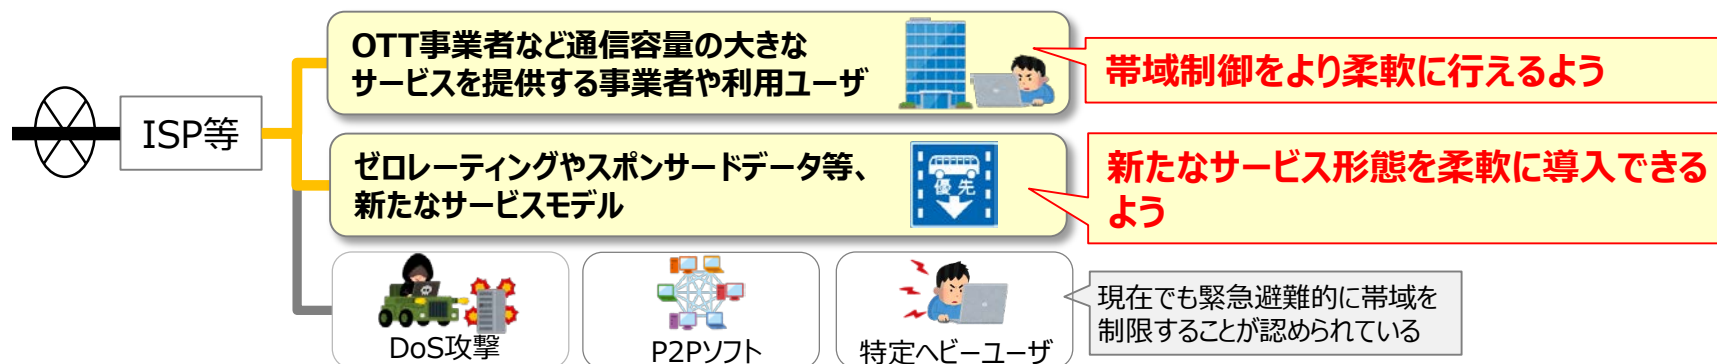 OTT事業者など通信容量の大きな
サービスを提供する事業者や利用ユーザ
帯域制御をより柔軟に行えるよう
ISP等
ゼロレーティングやスポンサードデータ等、
新たなサービスモデル
優先
新たなサービス形態を柔軟に導入できる
よう
DoS攻撃
P2Pソフト
特定ヘビーユーザ
現在でも緊急避難的に帯域を
制限することが認められている